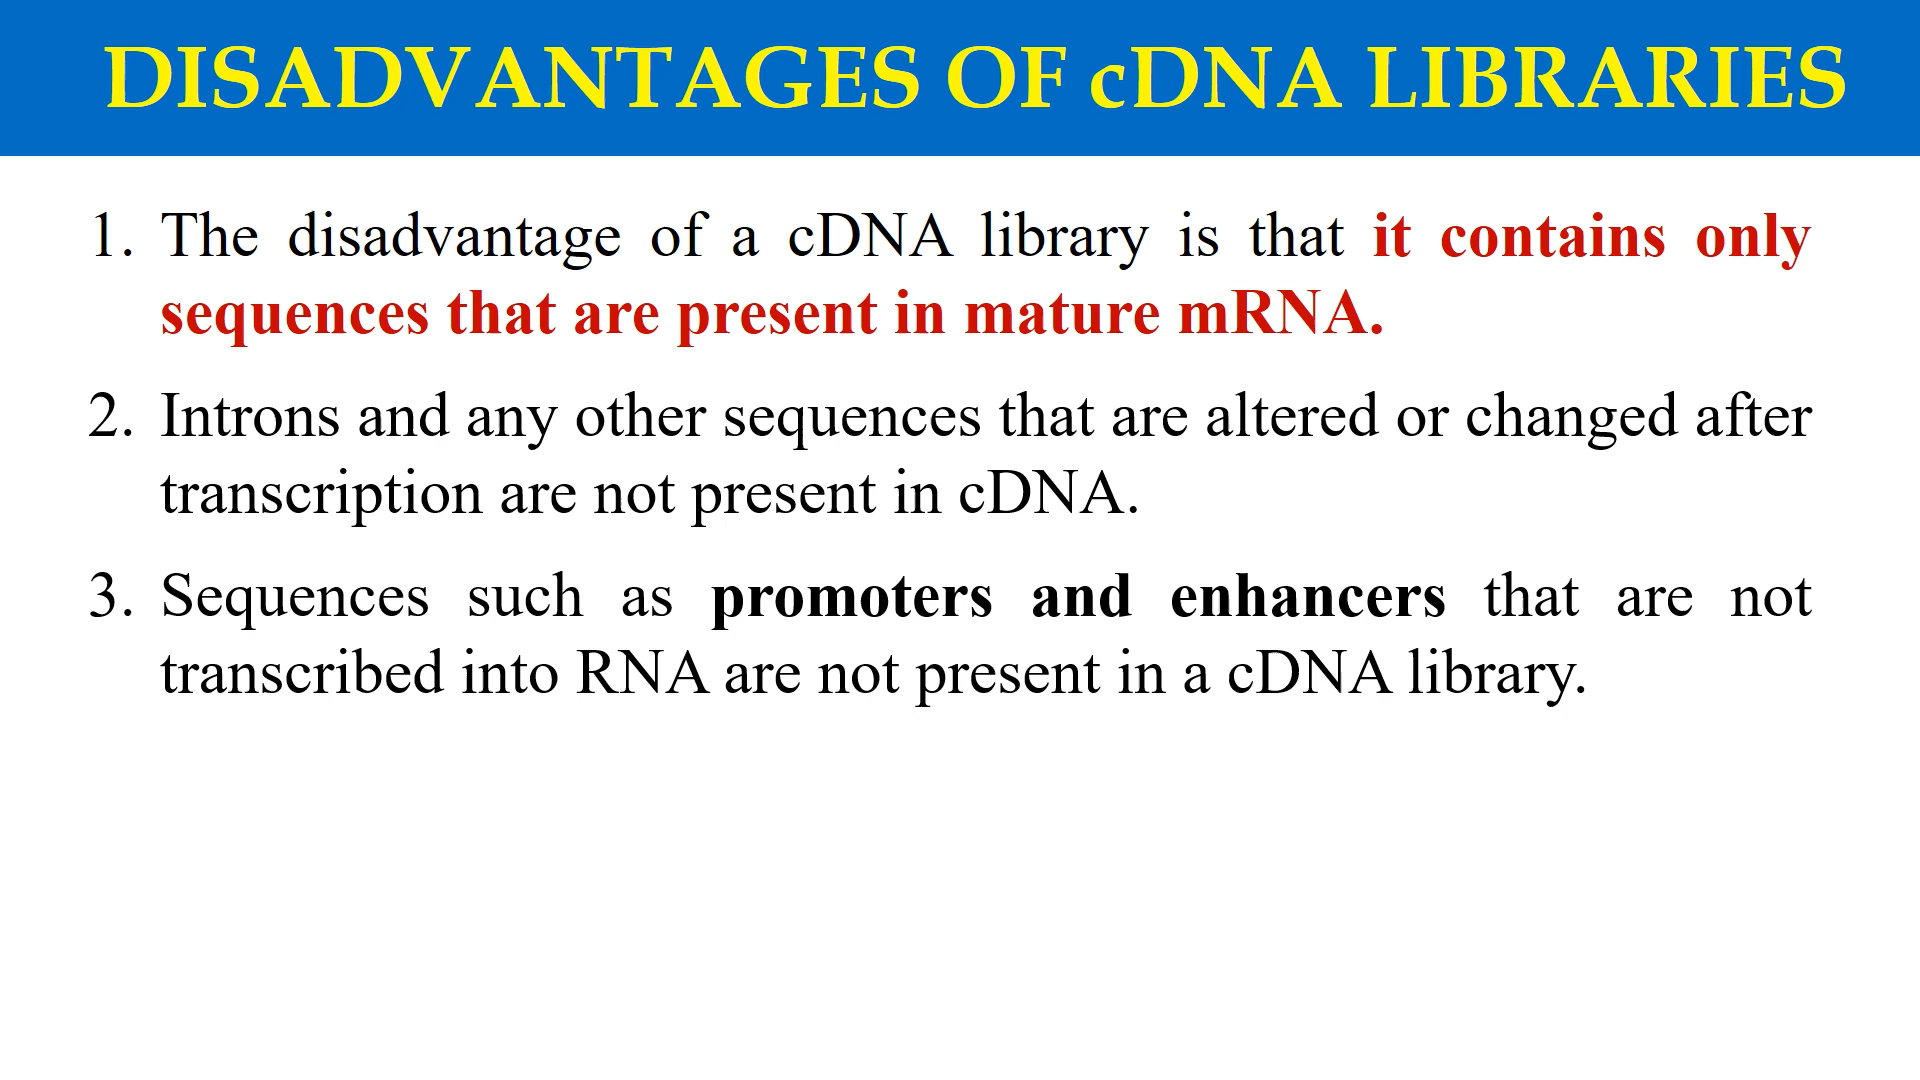 DISADVANTAGES OF cDNA LIBRARIES
1. The disadvantage of a cDNA library is that it contains only
sequences that are present in mature mRNA.
2. Introns and any other sequences that are altered or changed after
transcription are not present in cDNA.
3. Sequences such as promoters and enhancers that are not
transcribed into RNA are not present in a cDNA library.